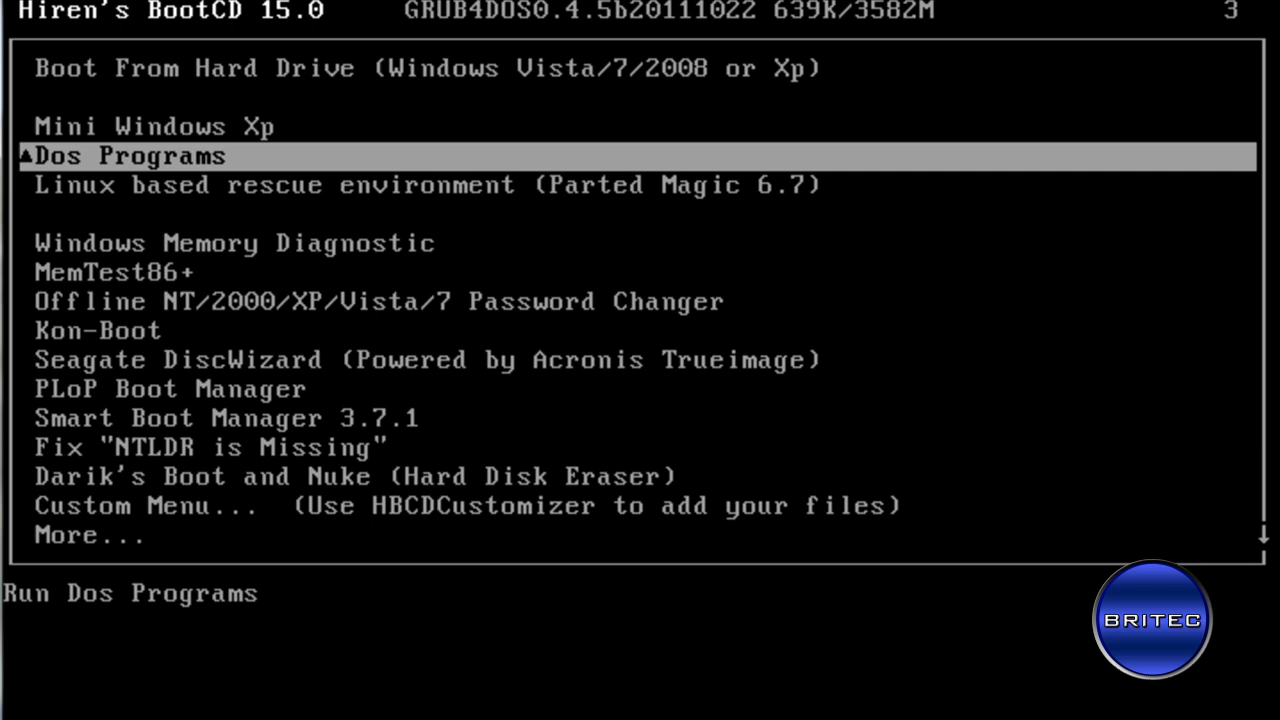 Hiren's BootCD 15.0 GRUB4DOS0.4.5b20111022 639K/3582M 3
Boot From Hard Drive (Windows Vista/7/2008 or Xp)
Mini Windows Xp
Dos Programs
Linux based rescue environment (Parted Magic 6.7)
Windows Memory Diagnostic
MemTest86+
Offline NT/2000/XP/Vista/7 Password Changer
Kon-Boot
Seagate DiscWizard (Powered by Acronis Trueimage)
PLoP Boot Manager
Smart Boot Manager 3.7.1
Fix "NTLDR is Missing"
Darik's Boot and Nuke (Hard Disk Eraser)
Custom Menu... (Use HBCDCustomizer to add your files)
More...
Run Dos Programs
BRITEC